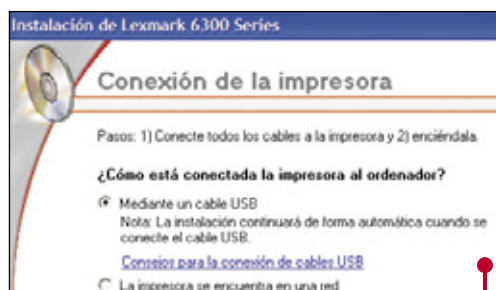 Instalación de Lexmark 6300 Series
Conexión de la impresora
Pasos: 1) Conecte todos los cables a la impresora y 2) enciéndala.
¿Cómo está conectada la impresora al ordenador?
Mediante un cable USB
Nota: La instalación continuará de forma automática cuando se
conecte el cable USB.
Consejos para la conexión de cables USB
La impresora se encuentra en una red